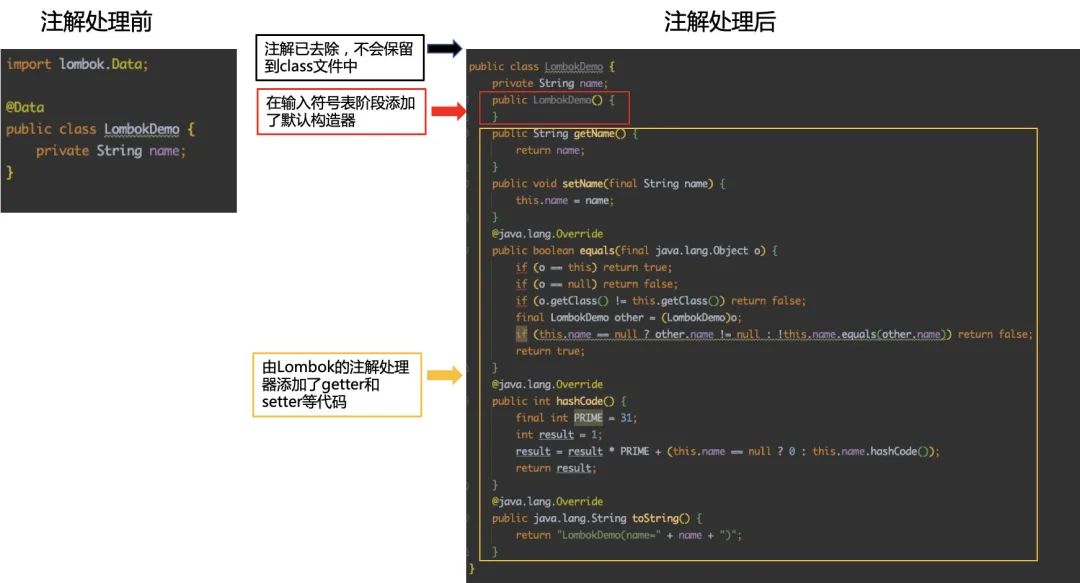 注解处理前
import lombok.Data;
@Data
public class LombokDemo {
private String name;
}
注解已去除，不会保留
到class文件中
在输入符号表阶段添加
了默认构造器
由Lombok的注解处理
器添加了getter和
setter等代码
注解处理后
public class LombokDemo {
private String name;
public LombokDemo() {
}
public String getName() {
return name;
}
public void setName(final String name) {
this.name = name;
}
@java.lang.Override
public boolean equals(final java.lang.Object o) {
if (o == this) return true;
if (o == null) return false;
if (o.getClass() != this.getClass()) return false;
final LombokDemo other = (LombokDemo)o;
if (this.name == null ? other.name != null : !this.name.equals(other.name)) return false;
return true;
}
@java.lang.Override
public int hashCode() {
final int PRIME = 31;
int result = 1;
result = result * PRIME + (this.name == null ? 0 : this.name.hashCode());
return result;
}
@java.lang.Override
public java.lang.String toString() {
return "LombokDemo(name=" + name + ")";
}
}